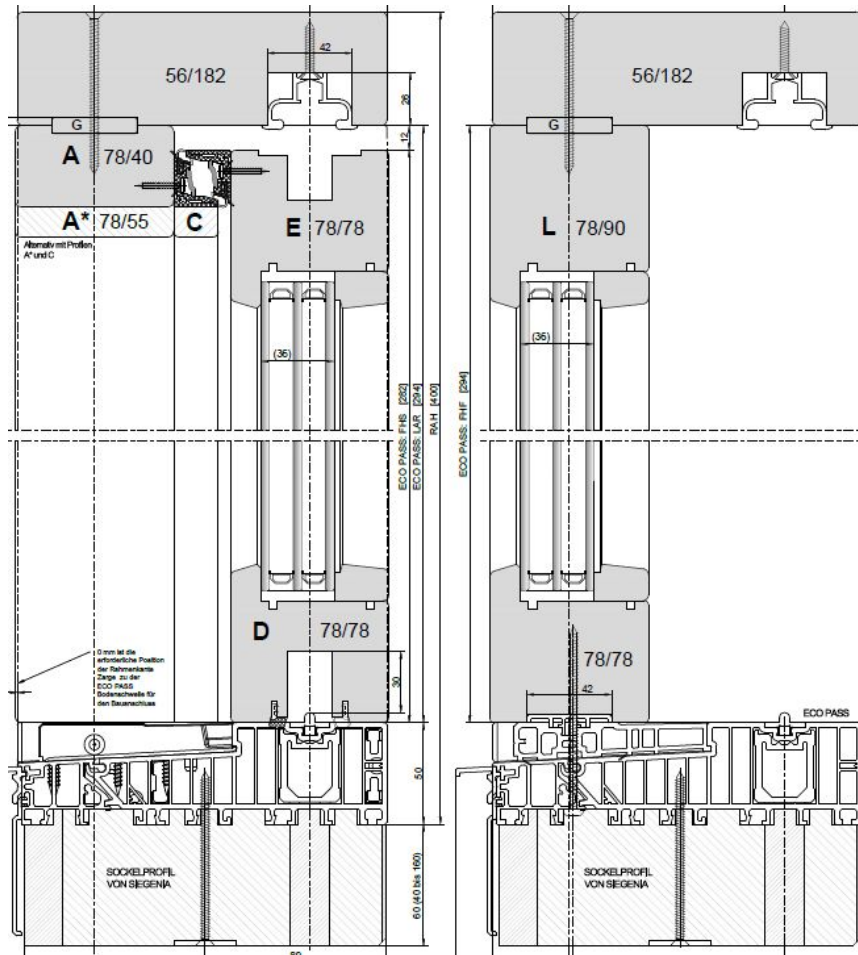 42
56/182
26
G
12
A 78/40
A* 78/55
C
E 78/78
Alternativ mit Profilen
A* und C
(36)
ECO PASS: FHS [282]
ECO PASS: LAR [294]
RAH [400]
D 78/78
30
0 mm ist die
erforderliche Position
der Rahmenkante
Zarge zu der
ECO PASS
Bodenschwelle für
den Bauanschluss
50
SOCKELPROFIL
VON SIEGENIA
60 (40 bis 160)
56/182
G
L 78/90
(36)
ECO PASS: FHF [294]
78/78
42
ECO PASS
SOCKELPROFIL
VON SIEGENIA